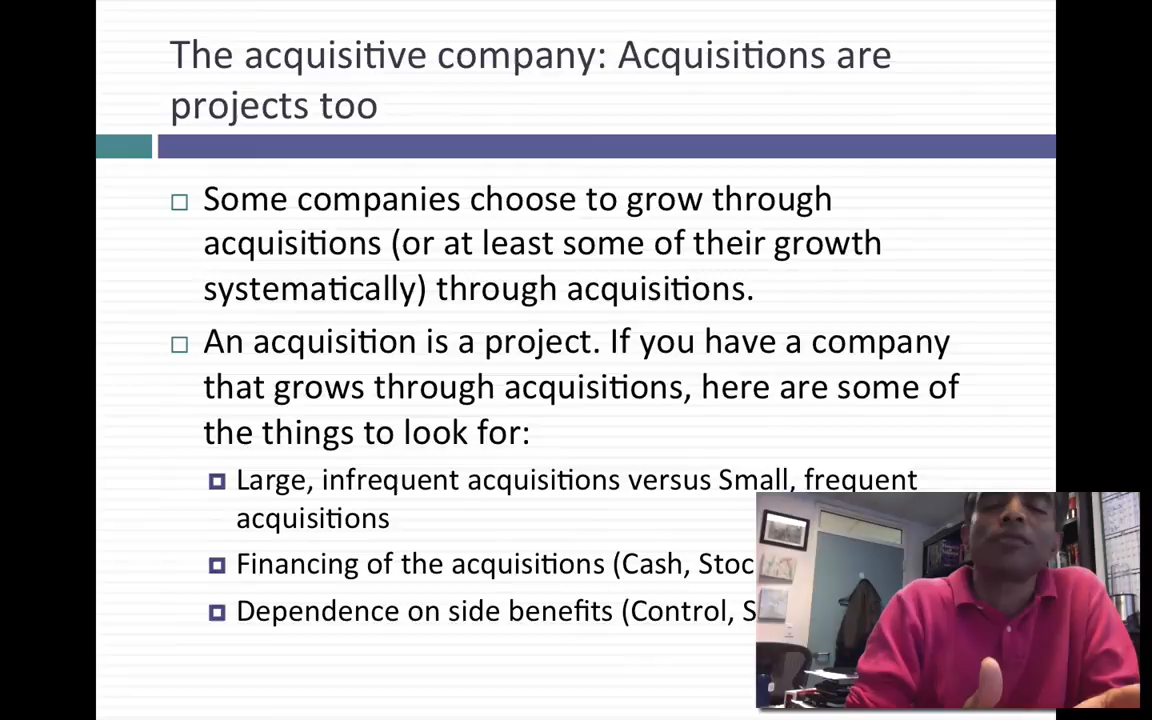 The acquisitive company: Acquisitions are
projects too
Some companies choose to grow through
acquisitions (or at least some of their growth
systematically) through acquisitions.
An acquisition is a project. If you have a company
that grows through acquisitions, here are some of
the things to look for:
Large, infrequent acquisitions versus Small, frequent
acquisitions
Financing of the acquisitions (Cash,
Dependence on side benefits (Control,